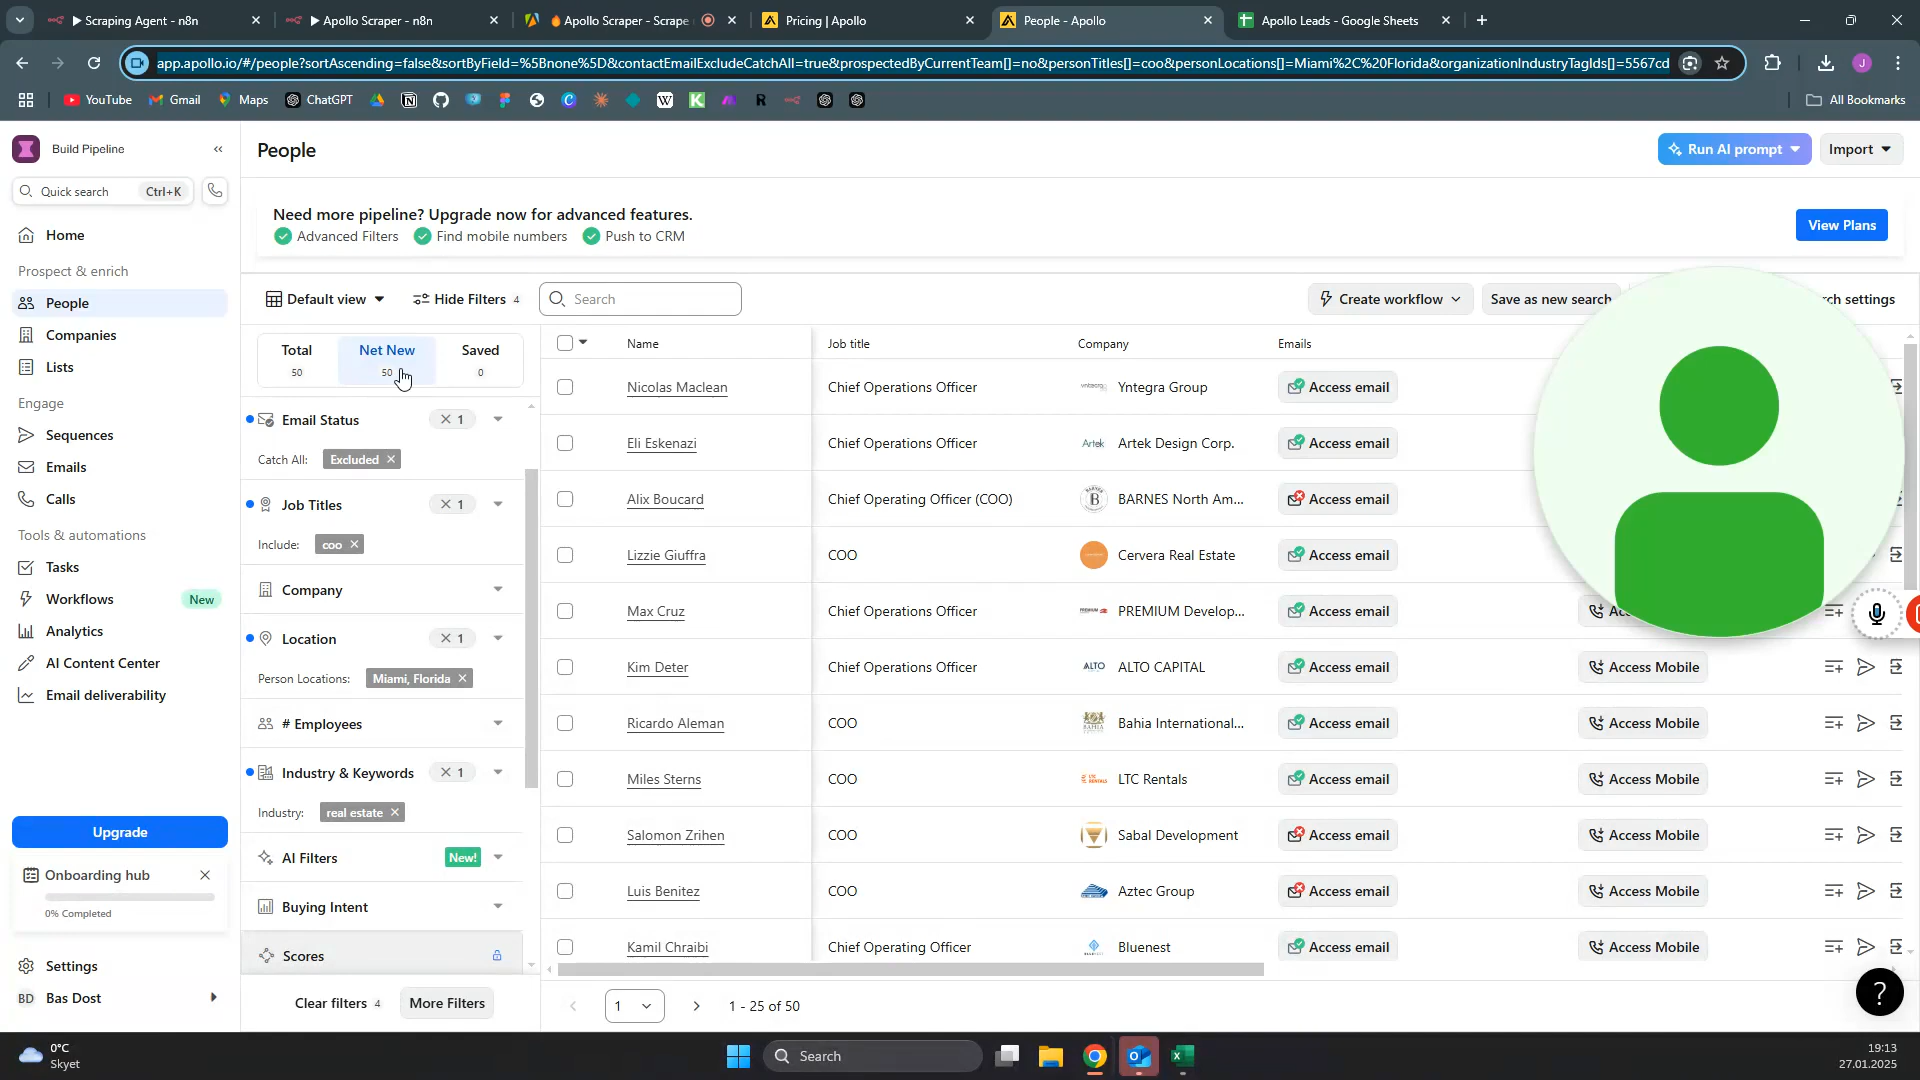 Scraping Agent - n8n
Apollo Scraper - n8n
Apollo Scraper - Scrape
Pricing | Apollo
People - Apollo
Apollo Leads - Google Sheets
app.apollo.io/#/people?sortAscending=false&sortByField=%5Bnone%5D&contactEmailExcludeCatchAll=true&prospectedByCurrentTeam[]=no&personTitles[]=coo&personLocations[]=Miami%2C%20Florida&organizationIndustryTagIds[]=5567cd
J
YouTube
Gmail
Maps
ChatGPT
All Bookmarks
Build Pipeline
Quick search
Ctrl+K
Home
Prospect & enrich
People
Companies
Lists
Engage
Sequences
Emails
Calls
Tools & automations
Tasks
Workflows
New
Analytics
AI Content Center
Email deliverability
Upgrade
Onboarding hub
0% Completed
Settings
BD
Bas Dost
People
Run AI prompt
Import
Need more pipeline? Upgrade now for advanced features.
Advanced Filters
Find mobile numbers
Push to CRM
View Plans
Default view
Hide Filters 4
Search
Create workflow
Save as new search
rch settings
Total
50
Net New
50
Saved
0
Email Status
1
Catch All:
Excluded
Job Titles
1
Include:
coo
Company
Location
1
Person Locations:
Miami, Florida
# Employees
Industry & Keywords
1
Industry:
real estate
AI Filters
New!
Buying Intent
Scores
Clear filters 4
More Filters
Name
Job title
Company
Emails
Nicolas Maclean
Chief Operations Officer
Yntegra Group
Access email
Eli Eskenazi
Chief Operations Officer
Artek
Artek Design Corp.
Access email
Alix Boucard
Chief Operating Officer (COO)
BARNES North Am...
Access email
Lizzie Giuffra
COO
Cervera Real Estate
Access email
Max Cruz
Chief Operations Officer
PREMIUM Develop...
Access email
Ac
Kim Deter
Chief Operations Officer
ALTO
ALTO CAPITAL
Access email
Access Mobile
Ricardo Aleman
COO
Bahia International...
Access email
Access Mobile
Miles Sterns
COO
LTC Rentals
Access email
Access Mobile
Salomon Zrihen
COO
Sabal Development
Access email
Access Mobile
Luis Benitez
COO
Aztec Group
Access email
Access Mobile
Kamil Chraibi
Chief Operating Officer
Bluenest
Access email
Access Mobile
1
1 - 25 of 50
?
0°C
Skyet
Search
19:13
27.01.2025